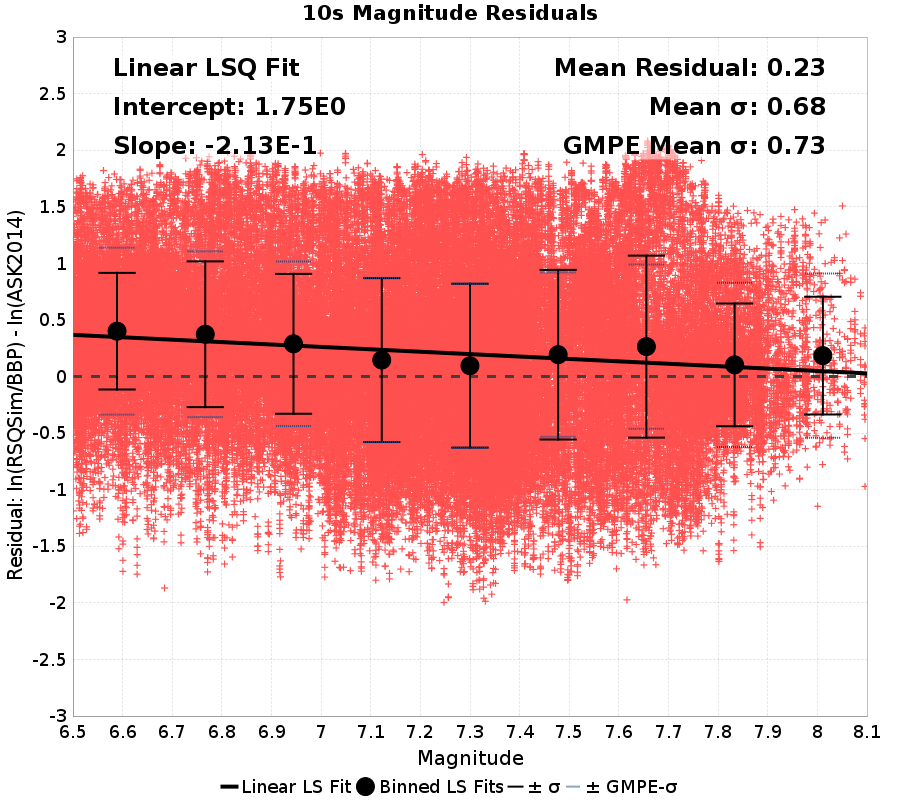 10s Magnitude Residuals
Linear LSQ Fit
Intercept: 1.75E0
Slope: -2.13E-1
Mean Residual: 0.23
Mean σ: 0.68
GMPE Mean σ: 0.73
Residual: ln(RSQSim/BBP) - ln(ASK2014)
3
2.5
2
1.5
1
0.5
0
-0.5
-1
-1.5
-2
-2.5
-3
6.5 6.6 6.7 6.8 6.9 7 7.1 7.2 7.3 7.4 7.5 7.6 7.7 7.8 7.9 8 8.1
Magnitude
Linear LS Fit Binned LS Fits ± σ ± GMPE-σ